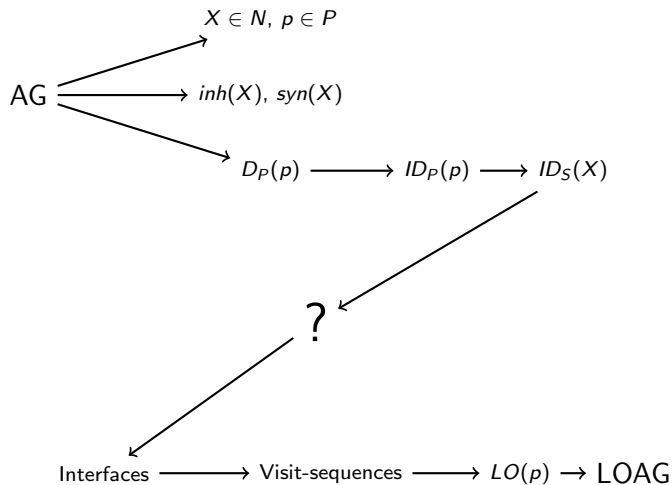 X ∈ N, p ∈ P
AG
inh(X), syn(X)
D_P(p) ID_P(p) ID_S(X)
?
Interfaces Visit-sequences LO(p) LOAG